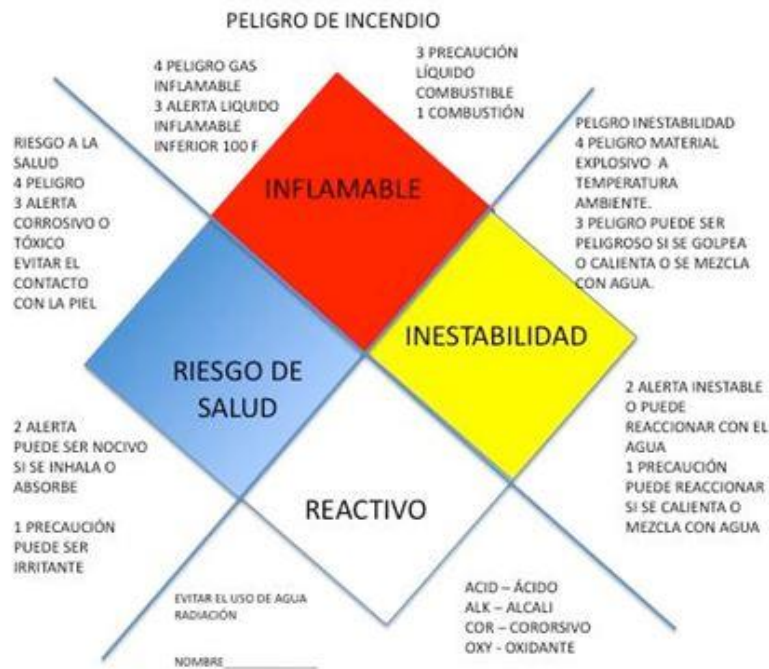 PELIGRO DE INCENDIO
4 PELIGRO GAS
INFLAMABLE
3 ALERTA LIQUIDO
INFLAMABLE
INFERIOR 100 F
3 PRECAUCIÓN
LÍQUIDO
COMBUSTIBLE
1 COMBUSTIÓN
RIESGO A LA
SALUD
4 PELIGRO
3 ALERTA
CORROSIVO O
TÓXICO
EVITAR EL
CONTACTO
CON LA PIEL
PELGRO INESTABILIDAD
4 PELIGRO MATERIAL
EXPLOSIVO A
TEMPERATURA
AMBIENTE.
3 PELIGRO PUEDE SER
PELIGROSO SI SE GOLPEA
O CALIENTA O SE MEZCLA
CON AGUA.
INFLAMABLE
INESTABILIDAD
RIESGO DE
SALUD
REACTIVO
2 ALERTA
PUEDE SER NOCIVO
SI SE INHALA O
ABSORBE
1 PRECAUCIÓN
PUEDE SER
IRRITANTE
2 ALERTA INESTABLE
O PUEDE
REACCIONAR CON EL
AGUA
1 PRECAUCIÓN
PUEDE REACCIONAR
SI SE CALIENTA O
MEZCLA CON AGUA
EVITAR EL USO DE AGUA
RADIACIÓN
ACID – ÁCIDO
ALK – ALCALI
COR – CORORSIVO
OXY - OXIDANTE
NOMBRE________________